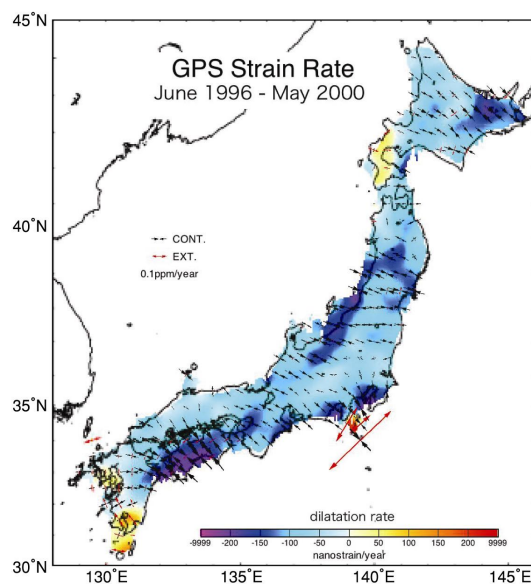 45°N
GPS Strain Rate
June 1996 - May 2000
40°N
CONT.
EXT.
0.1ppm/year
35°N
dilatation rate
-9999 -200 -150 -100 -50 0 50 100 150 200 9999
nanostrain/year
30°N
130°E 135°E 140°E 145°E